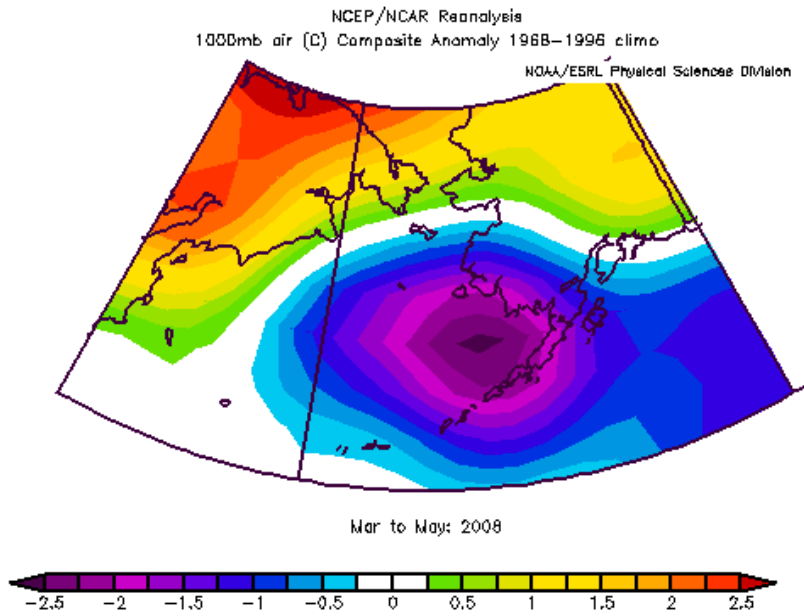 NCEP/NCAR Reanalysis
1000mb air (C) Composite Anomaly 1968-1996 climo
NOAA/ESRL Physical Sciences Division
Mar to May: 2008
-2.5 -2 -1.5 -1 -0.5 0 0.5 1 1.5 2 2.5